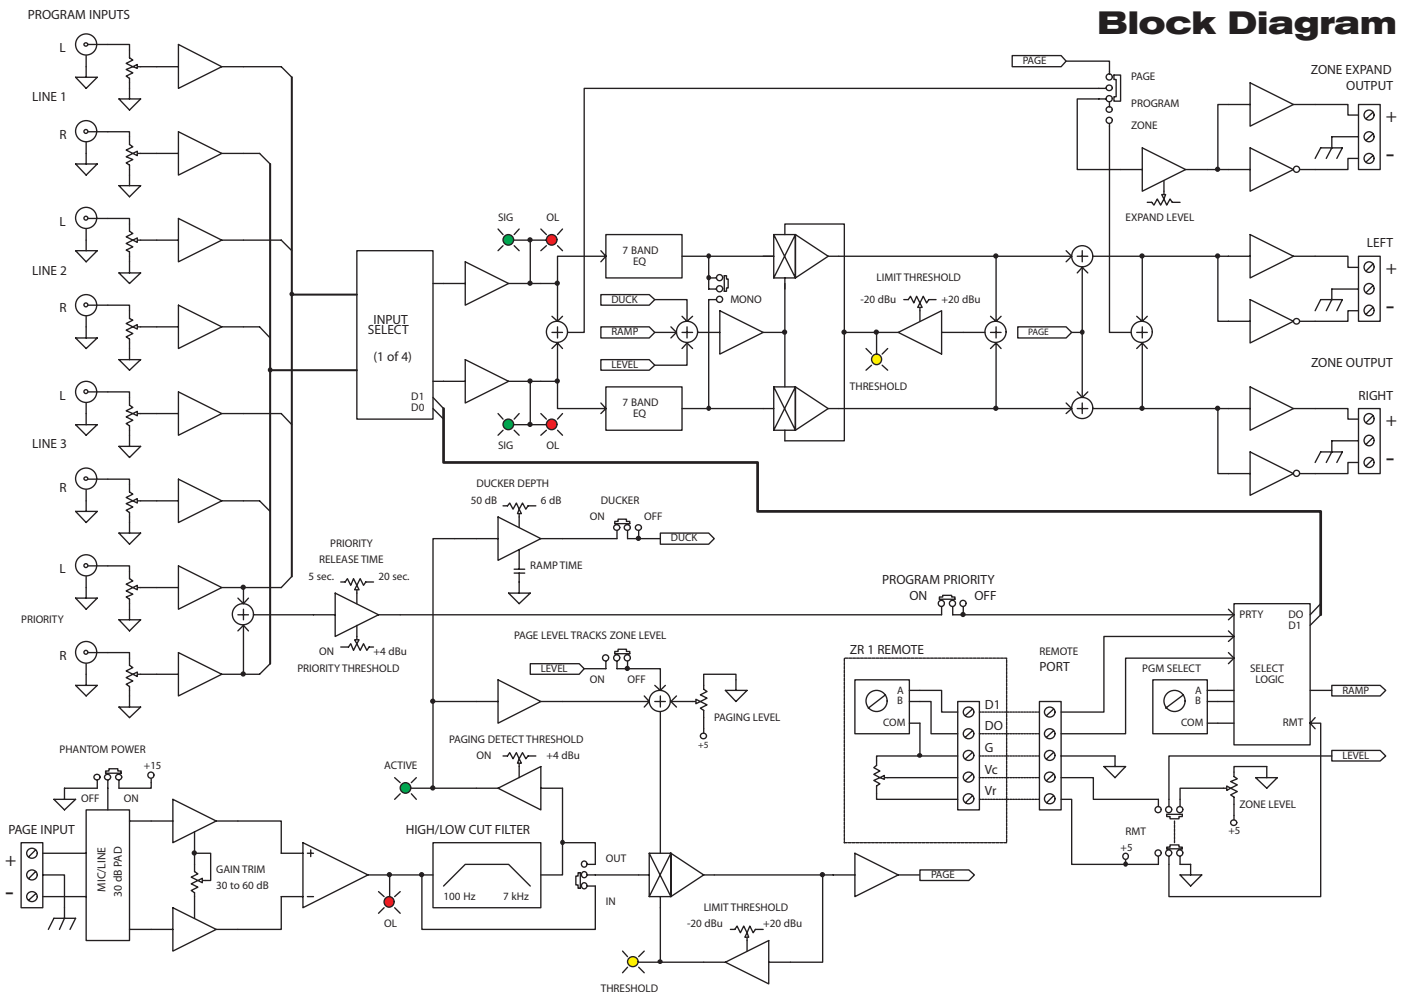 Block Diagram
PROGRAM INPUTS
L
LINE 1
R
L
LINE 2
R
L
LINE 3
R
L
PRIORITY
R
PAGE
PAGE
PROGRAM
ZONE
ZONE EXPAND
OUTPUT
+
-
EXPAND LEVEL
SIG
OL
7 BAND
EQ
DUCK
RAMP
LEVEL
MONO
7 BAND
EQ
SIG
OL
INPUT
SELECT
(1 of 4)
D1
D0
LIMIT THRESHOLD
-20 dBu
+20 dBu
THRESHOLD
PAGE
LEFT
+
-
ZONE OUTPUT
RIGHT
+
-
DUCKER DEPTH
50 dB
6 dB
DUCKER
ON
OFF
DUCK
RAMP TIME
PRIORITY
RELEASE TIME
5 sec.
20 sec.
ON
+4 dBu
PRIORITY THRESHOLD
PROGRAM PRIORITY
ON
OFF
PAGE LEVEL TRACKS ZONE LEVEL
LEVEL
ON
OFF
PAGING LEVEL
+5
PAGING DETECT THRESHOLD
ON
+4 dBu
ACTIVE
ZR 1 REMOTE
A
B
COM
D1
DO
G
Vc
Vr
REMOTE
PORT
PGM SELECT
A
B
COM
PRTY
DO
D1
SELECT
LOGIC
RMT
RAMP
LEVEL
ZONE LEVEL
+5
RMT
+5
PHANTOM POWER
+15
OFF
ON
PAGE INPUT
+
-
MIC/LINE
30 dB PAD
GAIN TRIM
30 to 60 dB
+
-
OL
HIGH/LOW CUT FILTER
100 Hz
7 kHz
OUT
IN
PAGE
LIMIT THRESHOLD
-20 dBu
+20 dBu
THRESHOLD